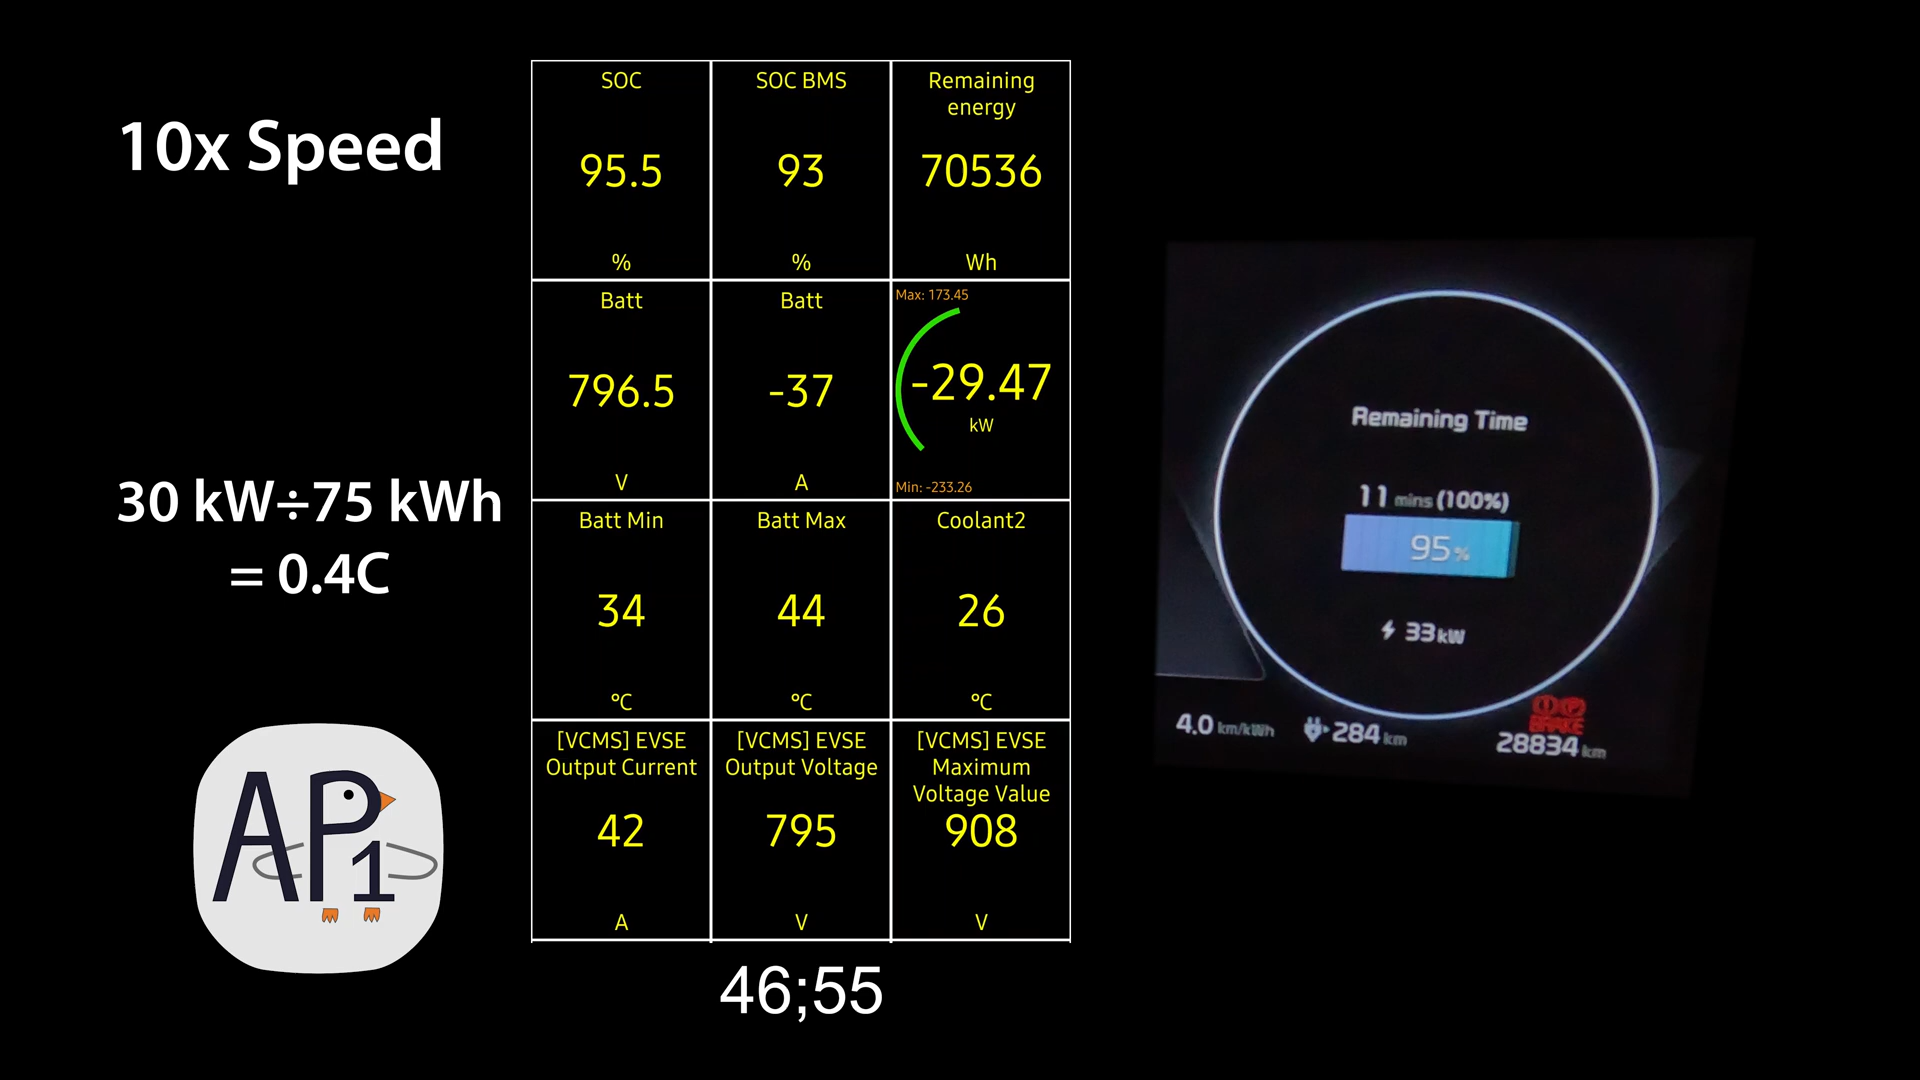 10x Speed
30 kW÷75 kWh
= 0.4C
AP1
SOC
95.5
%
SOC BMS
93
%
Remaining
energy
70536
Wh
Batt
796.5
V
Batt
-37
A
Max: 173.45
-29.47
kW
Min: -233.26
Batt Min
34
°C
Batt Max
44
°C
Coolant2
26
°C
[VCMS] EVSE
Output Current
42
A
[VCMS] EVSE
Output Voltage
795
V
[VCMS] EVSE
Maximum
Voltage Value
908
V
46;55
Remaining Time
11 mins (100%)
95%
33kW
4.0 km/kWh
284 km
BRAKE
28834 km